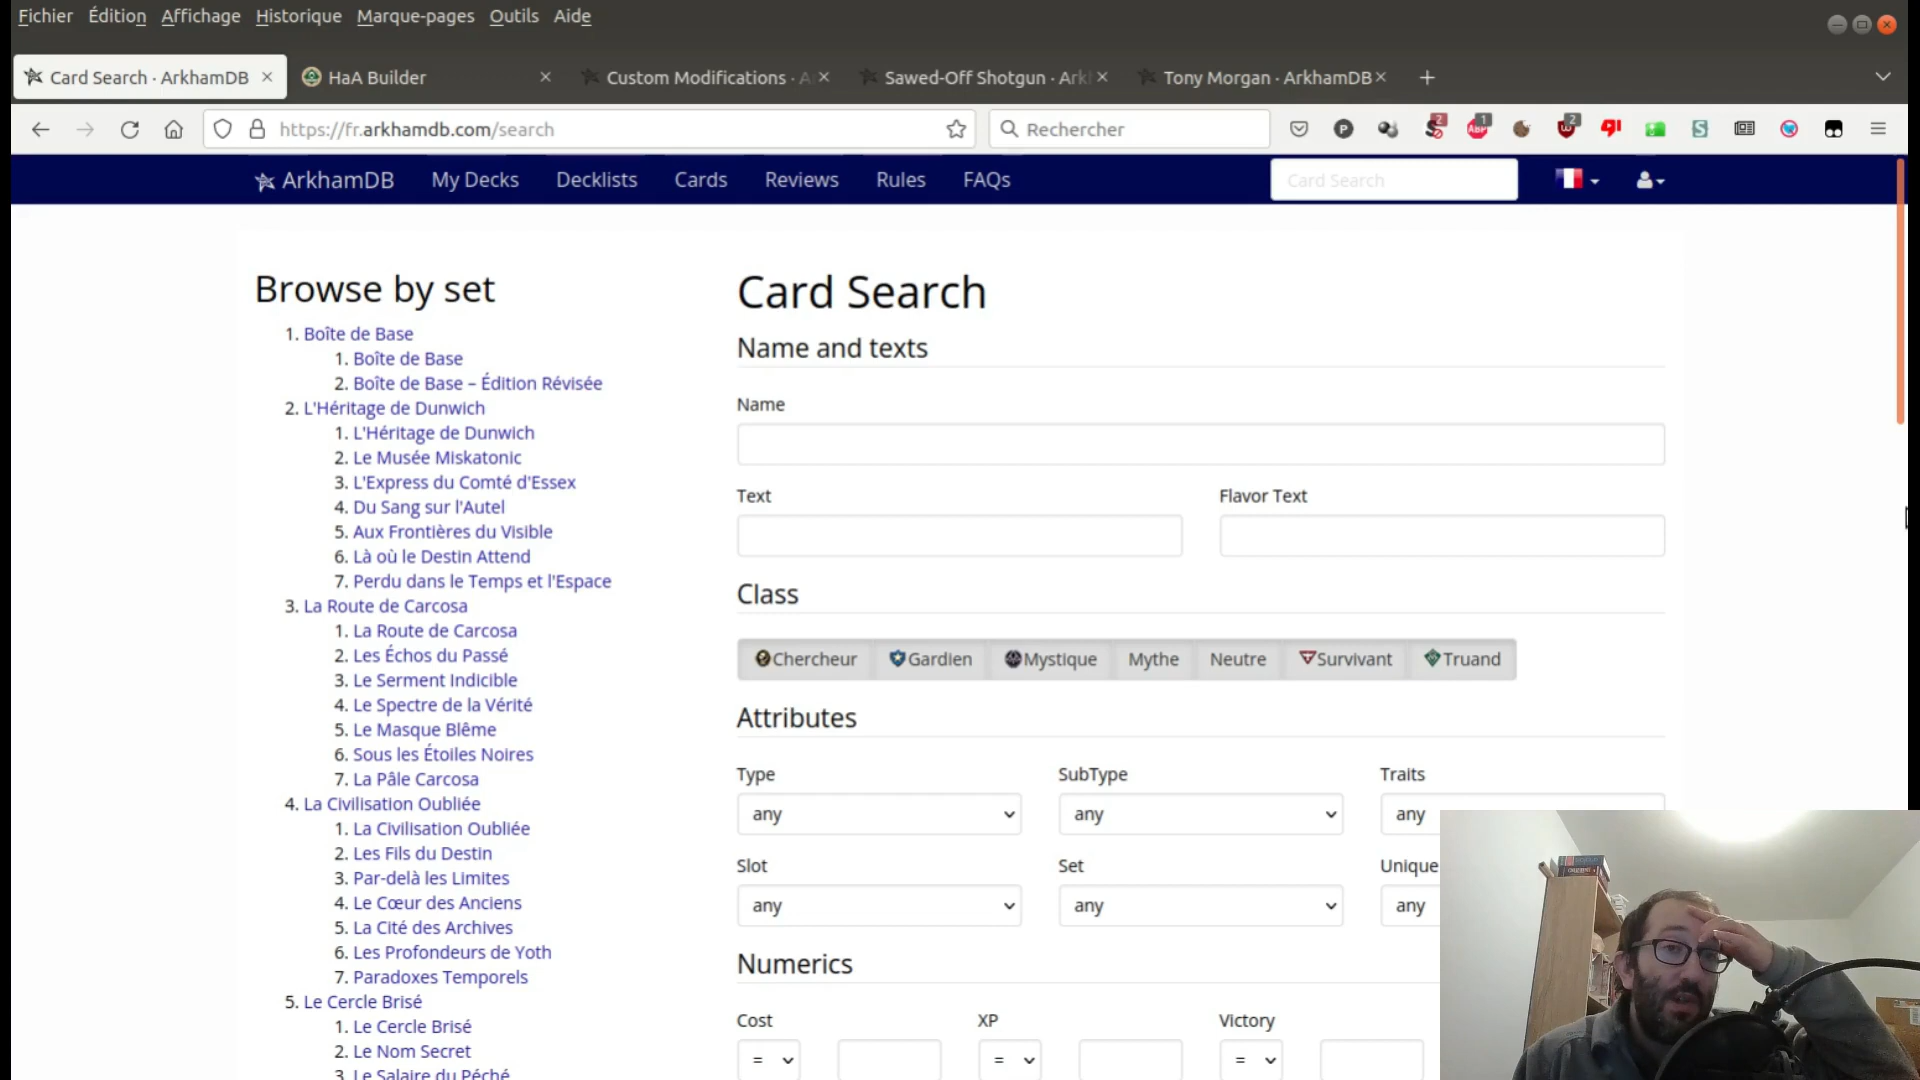 Fichier Édition Affichage Historique Marque-pages Outils Aide
Card Search · ArkhamDB
HaA Builder
Custom Modifications · A
Sawed-Off Shotgun · Ark
Tony Morgan · ArkhamDB
https://fr.arkhamdb.com/search
Rechercher
ArkhamDB My Decks Decklists Cards Reviews Rules FAQs
Card Search
Browse by set
1. Boîte de Base
1. Boîte de Base
2. Boîte de Base – Édition Révisée
2. L'Héritage de Dunwich
1. L'Héritage de Dunwich
2. Le Musée Miskatonic
3. L'Express du Comté d'Essex
4. Du Sang sur l'Autel
5. Aux Frontières du Visible
6. Là où le Destin Attend
7. Perdu dans le Temps et l'Espace
3. La Route de Carcosa
1. La Route de Carcosa
2. Les Échos du Passé
3. Le Serment Indicible
4. Le Spectre de la Vérité
5. Le Masque Blême
6. Sous les Étoiles Noires
7. La Pâle Carcosa
4. La Civilisation Oubliée
1. La Civilisation Oubliée
2. Les Fils du Destin
3. Par-delà les Limites
4. Le Cœur des Anciens
5. La Cité des Archives
6. Les Profondeurs de Yoth
7. Paradoxes Temporels
5. Le Cercle Brisé
1. Le Cercle Brisé
2. Le Nom Secret
3. Le Salaire du Péché
Card Search
Name and texts
Name
Text
Flavor Text
Class
Chercheur Gardien Mystique Mythe Neutre Survivant Truand
Attributes
Type
SubType
Traits
any
any
any
Slot
Set
Unique
any
any
any
Numerics
Cost
XP
Victory
=
=
=